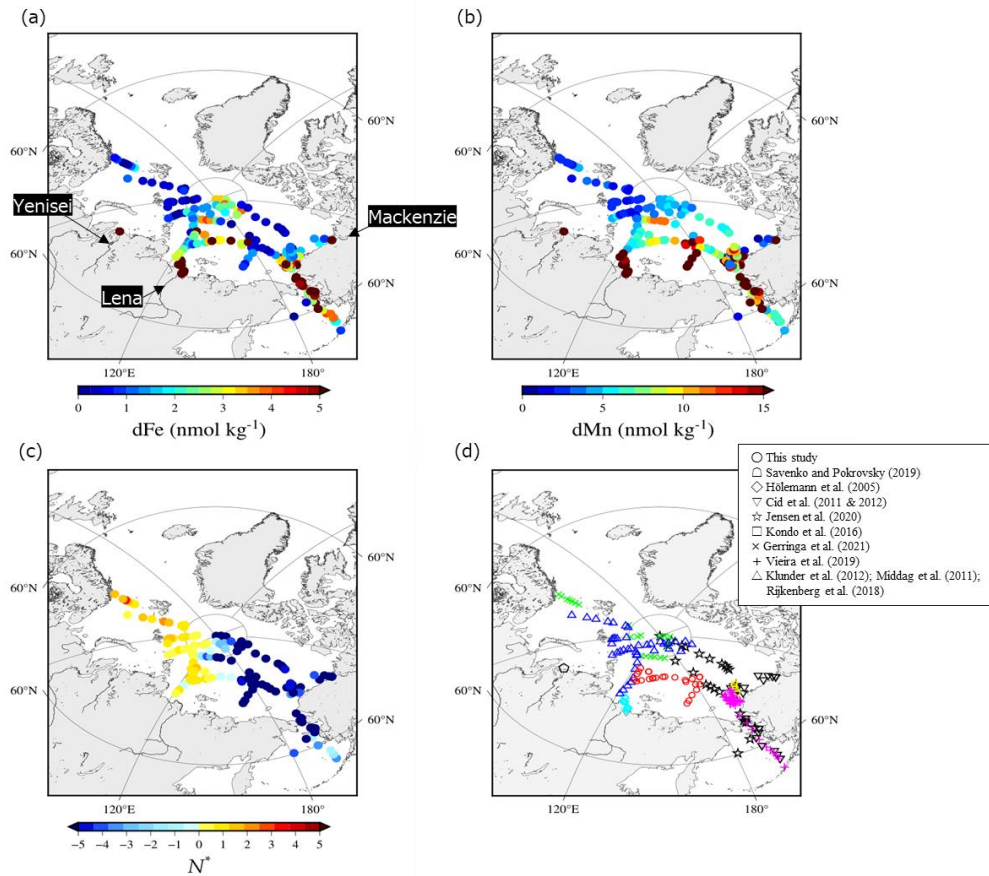 (a)
(b)
60°N
60°N
60°N
60°N
Yenisei
Mackenzie
60°N
60°N
Lena
120°E
180°
120°E
180°
0 1 2 3 4 5
0 5 10 15
dFe (nmol kg⁻¹)
dMn (nmol kg⁻¹)
(c)
(d)
This study
Savenko and Pokrovsky (2019)
Hölemann et al. (2005)
Cid et al. (2011 & 2012)
Jensen et al. (2020)
Kondo et al. (2016)
Gerringa et al. (2021)
Vieira et al. (2019)
Klunder et al. (2012); Middag et al. (2011);
Rijkenberg et al. (2018)
60°N
60°N
60°N
60°N
60°N
60°N
120°E
180°
120°E
180°
−5 −4 −3 −2 −1 0 1 2 3 4 5
N*